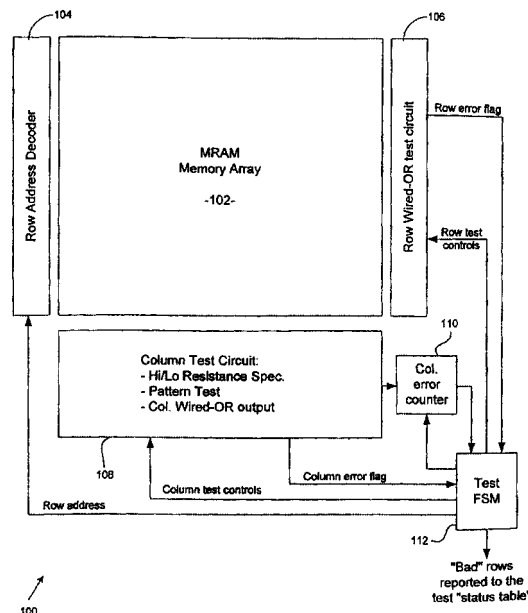 104
106
Row Address Decoder
MRAM
Memory Array
-102-
Row Wired-OR test circuit
Row error flag
Row test
controls
110
Column Test Circuit:
- Hi/Lo Resistance Spec.
- Pattern Test
- Col. Wired-OR output
Col.
error
counter
108
Column error flag
Column test controls
Row address
Test
FSM
112
"Bad" rows
reported to the
test "status table"
100